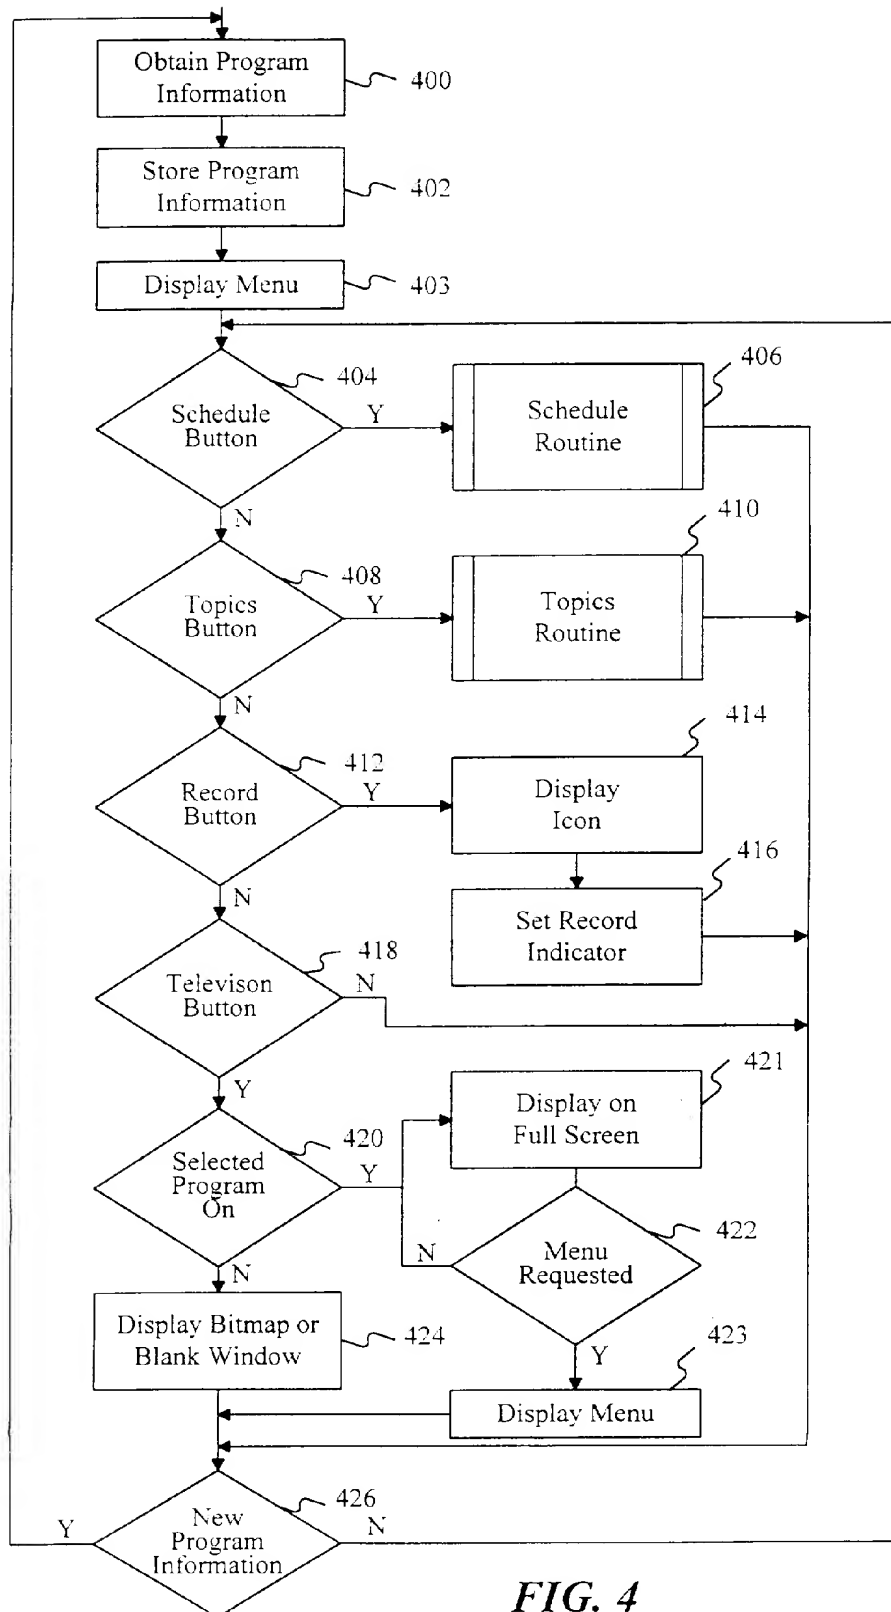 Obtain Program
Information
400
Store Program
Information
402
Display Menu
403
404
Schedule
Button
Y
N
406
Schedule
Routine
408
Topics
Button
Y
N
410
Topics
Routine
412
Record
Button
Y
N
414
Display
Icon
416
Set Record
Indicator
418
Televison
Button
N
Y
420
Selected
Program
On
Y
N
421
Display on
Full Screen
422
Menu
Requested
N
Y
424
Display Bitmap or
Blank Window
423
Display Menu
426
New
Program
Information
Y
N
FIG. 4